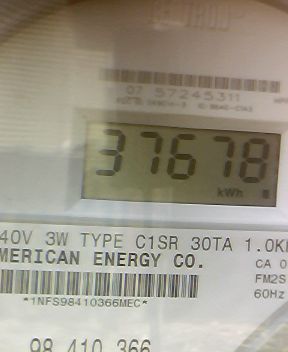 CENTRON
07 57245311
37678
kWh
40V 3W TYPE C1SR 30TA 1.0K
MERICAN ENERGY CO.
CA 0
FM2S
60Hz
*1NFS98410366MEC*
98 410 366